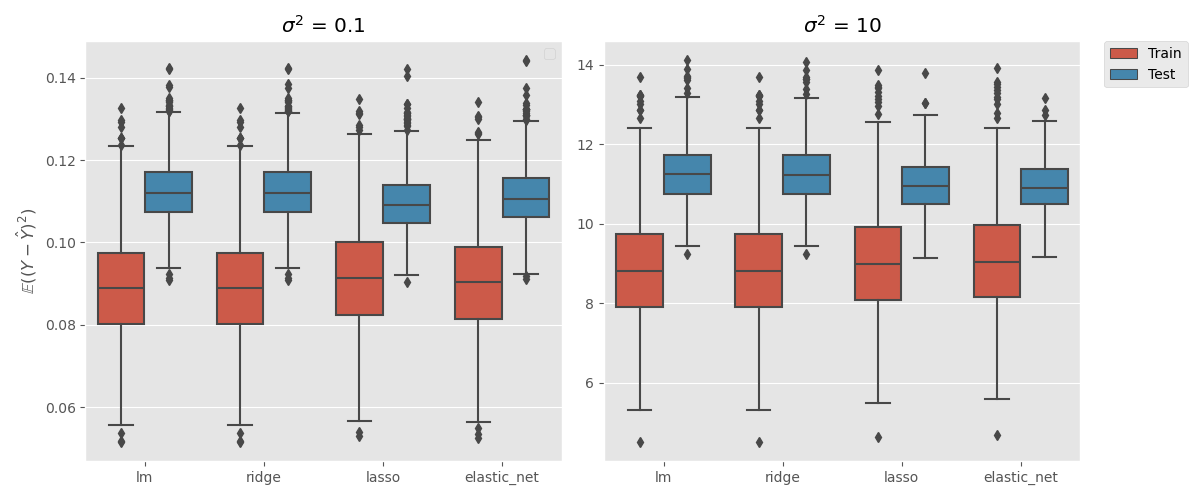 σ² = 0.1
𝔼((Y − Ŷ)²)
0.14
0.12
0.10
0.08
0.06
lm ridge lasso elastic_net
σ² = 10
14
12
10
8
6
lm ridge lasso elastic_net
Train
Test